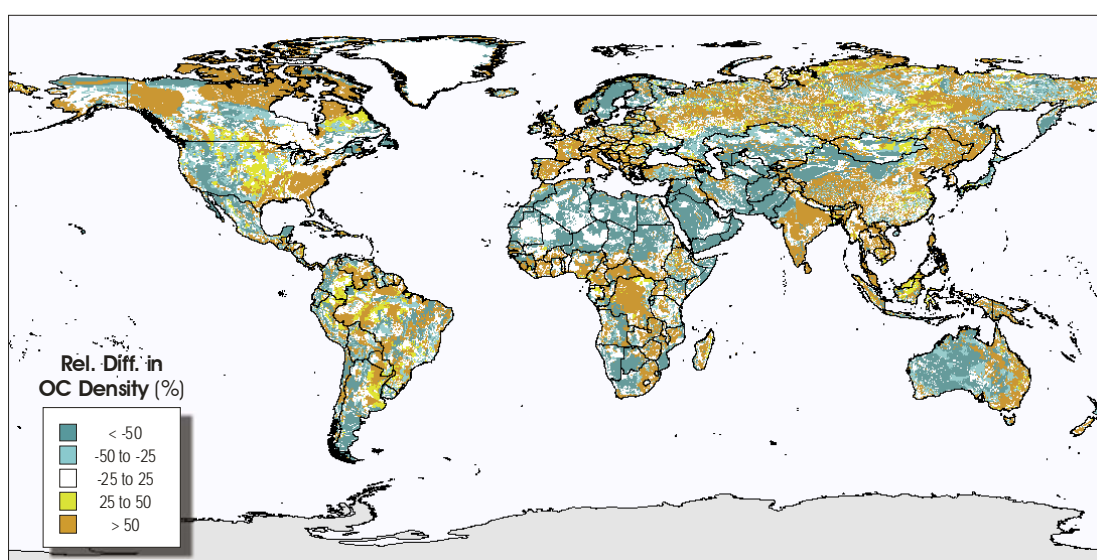 Rel. Diff. in
OC Density (%)
< -50
-50 to -25
-25 to 25
25 to 50
> 50